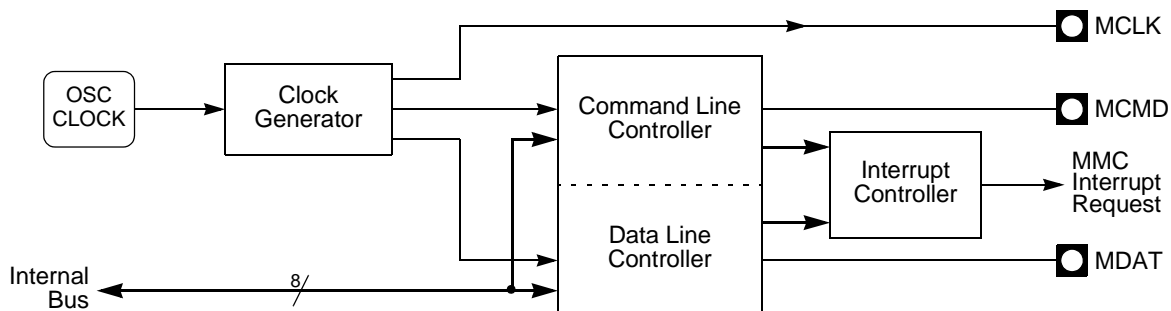 MCLK
OSC
CLOCK
Clock
Generator
Command Line
Controller
MCMD
Interrupt
Controller
MMC
Interrupt
Request
Data Line
Controller
MDAT
Internal
Bus
8